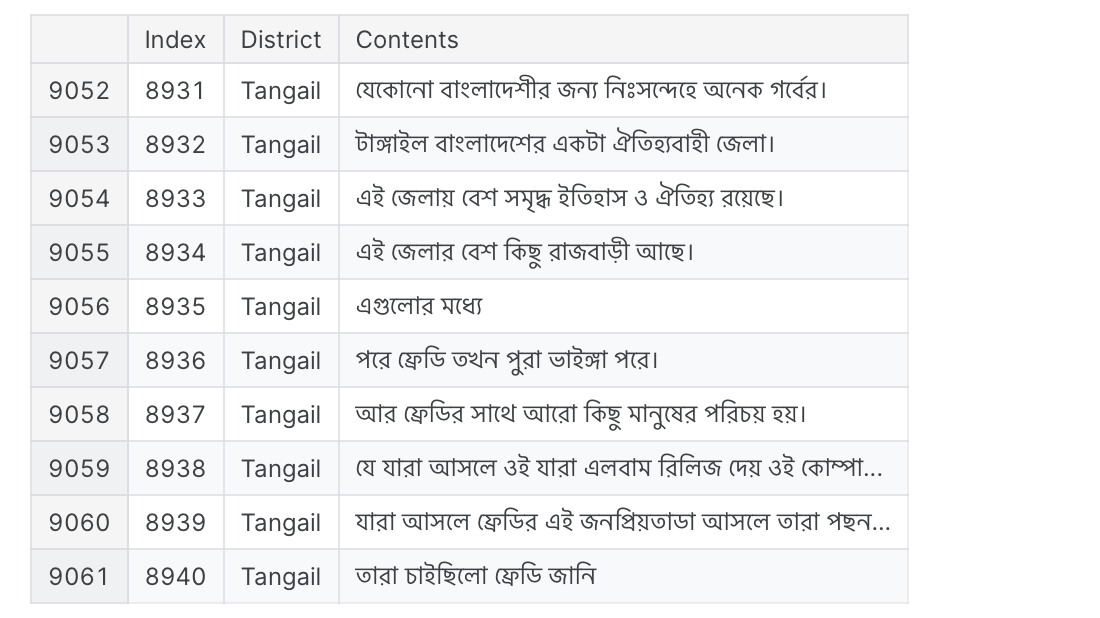 Index District Contents
9052 8931 Tangail যেকোনো বাংলাদেশীর জন্য নিঃসন্দেহে অনেক গর্বের।
9053 8932 Tangail টাঙ্গাইল বাংলাদেশের একটা ঐতিহ্যবাহী জেলা।
9054 8933 Tangail এই জেলায় বেশ সমৃদ্ধ ইতিহাস ও ঐতিহ্য রয়েছে।
9055 8934 Tangail এই জেলার বেশ কিছু রাজবাড়ী আছে।
9056 8935 Tangail এগুলোর মধ্যে
9057 8936 Tangail পরে ফ্রেডি তখন পুরা ভাইঙ্গা পরে।
9058 8937 Tangail আর ফ্রেডির সাথে আরো কিছু মানুষের পরিচয় হয়।
9059 8938 Tangail যে যারা আসলে ওই যারা এলবাম রিলিজ দেয় ওই কোম্পা...
9060 8939 Tangail যারা আসলে ফ্রেডির এই জনপ্রিয়তাডা আসলে তারা পছন...
9061 8940 Tangail তারা চাইছিলো ফ্রেডি জানি